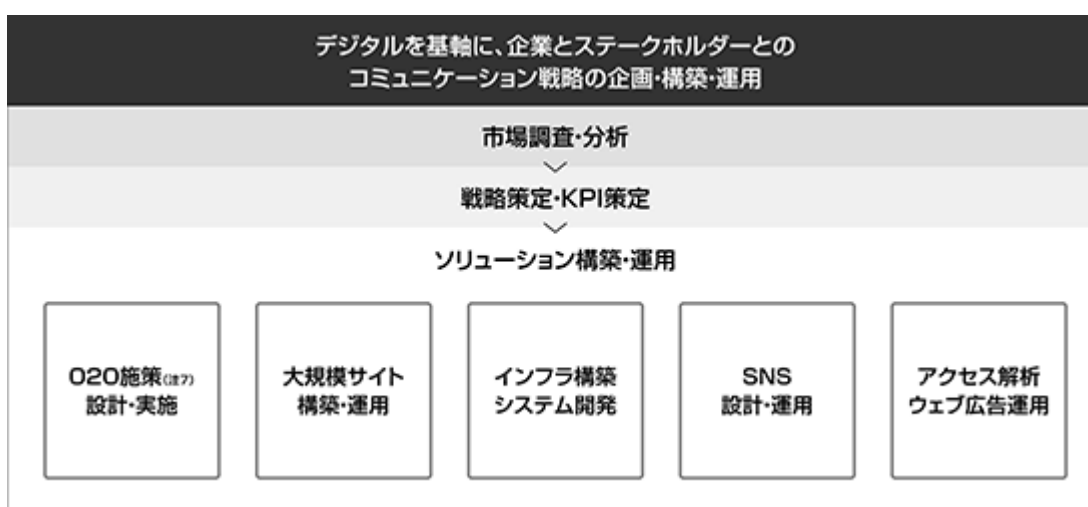 デジタルを基軸に、企業とステークホルダーとの
コミュニケーション戦略の企画・構築・運用
市場調査・分析
戦略策定・KPI策定
ソリューション構築・運用
O2O施策(注7)
設計・実施
大規模サイト
構築・運用
インフラ構築
システム開発
SNS
設計・運用
アクセス解析
ウェブ広告運用